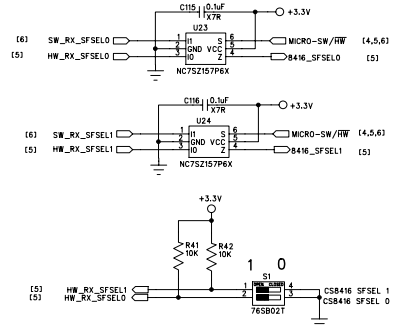 C115 0.1uF
X7R
+3.3V
U23
[6] SW_RX_SFSEL0 1 I1 S 6 MICRO-SW/HW [4,5,6]
2 GND VCC 5
[5] HW_RX_SFSEL0 3 I0 Z 4 8416_SFSEL0 [5]
NC7SZ157P6X
C116 0.1uF
X7R
+3.3V
U24
[6] SW_RX_SFSEL1 1 I1 S 6 MICRO-SW/HW [4,5,6]
2 GND VCC 5
[5] HW_RX_SFSEL1 3 I0 Z 4 8416_SFSEL1 [5]
NC7SZ157P6X
+3.3V
R41
10K
R42
10K
1 0
S1
OPEN CLOSED
[5] HW_RX_SFSEL1 1 4 CS8416 SFSEL 1
[5] HW_RX_SFSEL0 2 3 CS8416 SFSEL 0
76SB02T